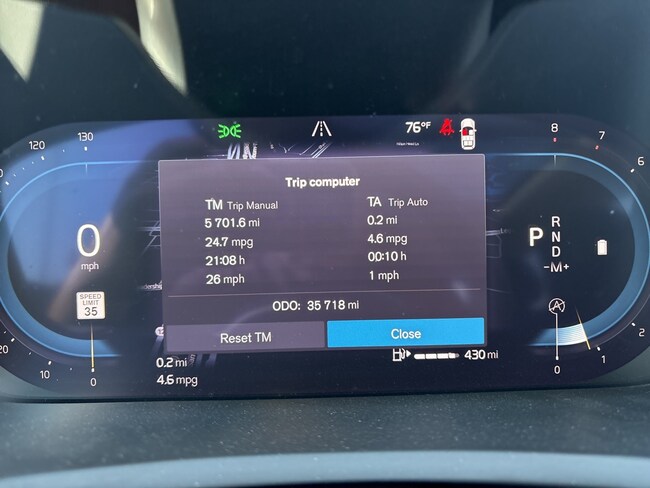 120
130
76°F
8
7
6
Trip computer
TM Trip Manual
TA Trip Auto
5 701.6 mi
0.2 mi
24.7 mpg
4.6 mpg
21:08 h
00:10 h
26 mph
1 mph
ODO: 35 718 mi
Reset TM
Close
0
mph
SPEED
LIMIT
35
P
R
N
D
-M+
A
20
10
0
0.2 mi
4.6 mpg
430 mi
0
1
2